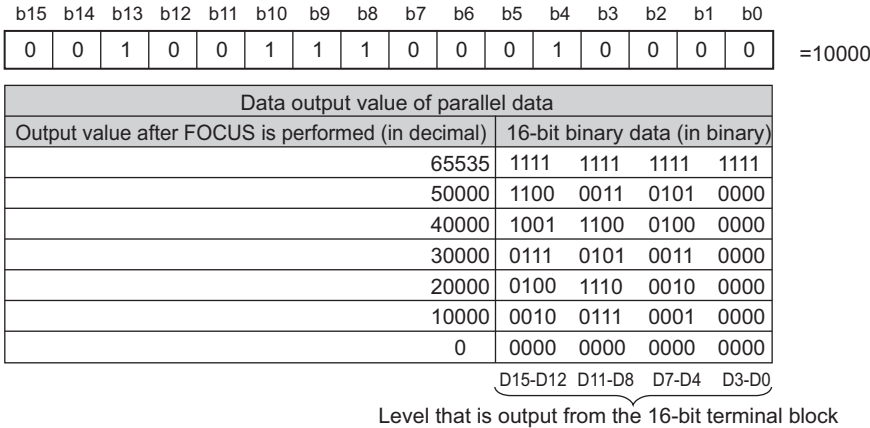 b15 b14 b13 b12 b11 b10 b9 b8 b7 b6 b5 b4 b3 b2 b1 b0
0 0 1 0 0 1 1 1 0 0 0 1 0 0 0 0 =10000
Data output value of parallel data
Output value after FOCUS is performed (in decimal) 16-bit binary data (in binary)
65535 1111 1111 1111 1111
50000 1100 0011 0101 0000
40000 1001 1100 0100 0000
30000 0111 0101 0011 0000
20000 0100 1110 0010 0000
10000 0010 0111 0001 0000
0 0000 0000 0000 0000
D15-D12 D11-D8 D7-D4 D3-D0
Level that is output from the 16-bit terminal block